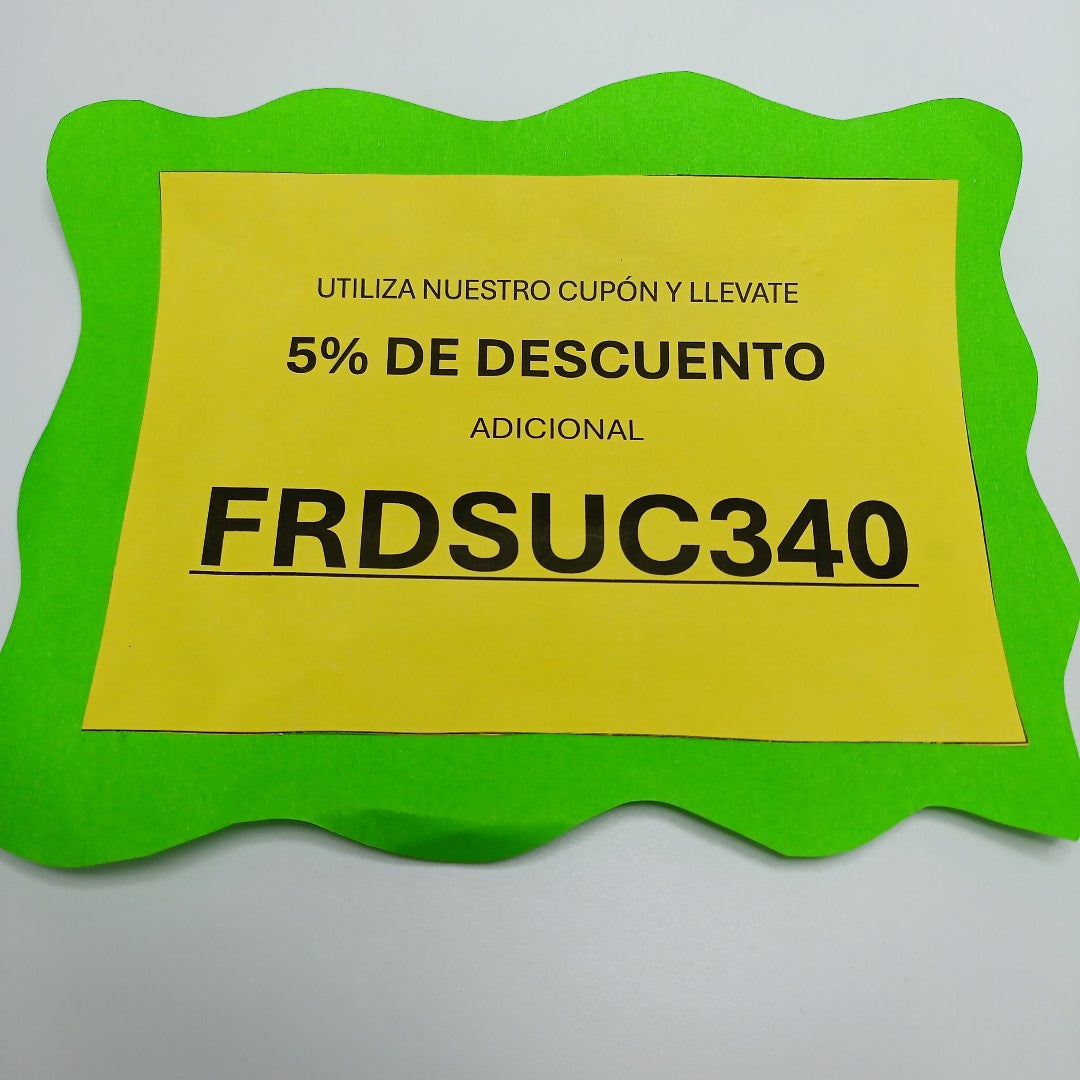 UTILIZA NUESTRO CUPÓN Y LLEVATE
5% DE DESCUENTO
ADICIONAL
FRDSUC340